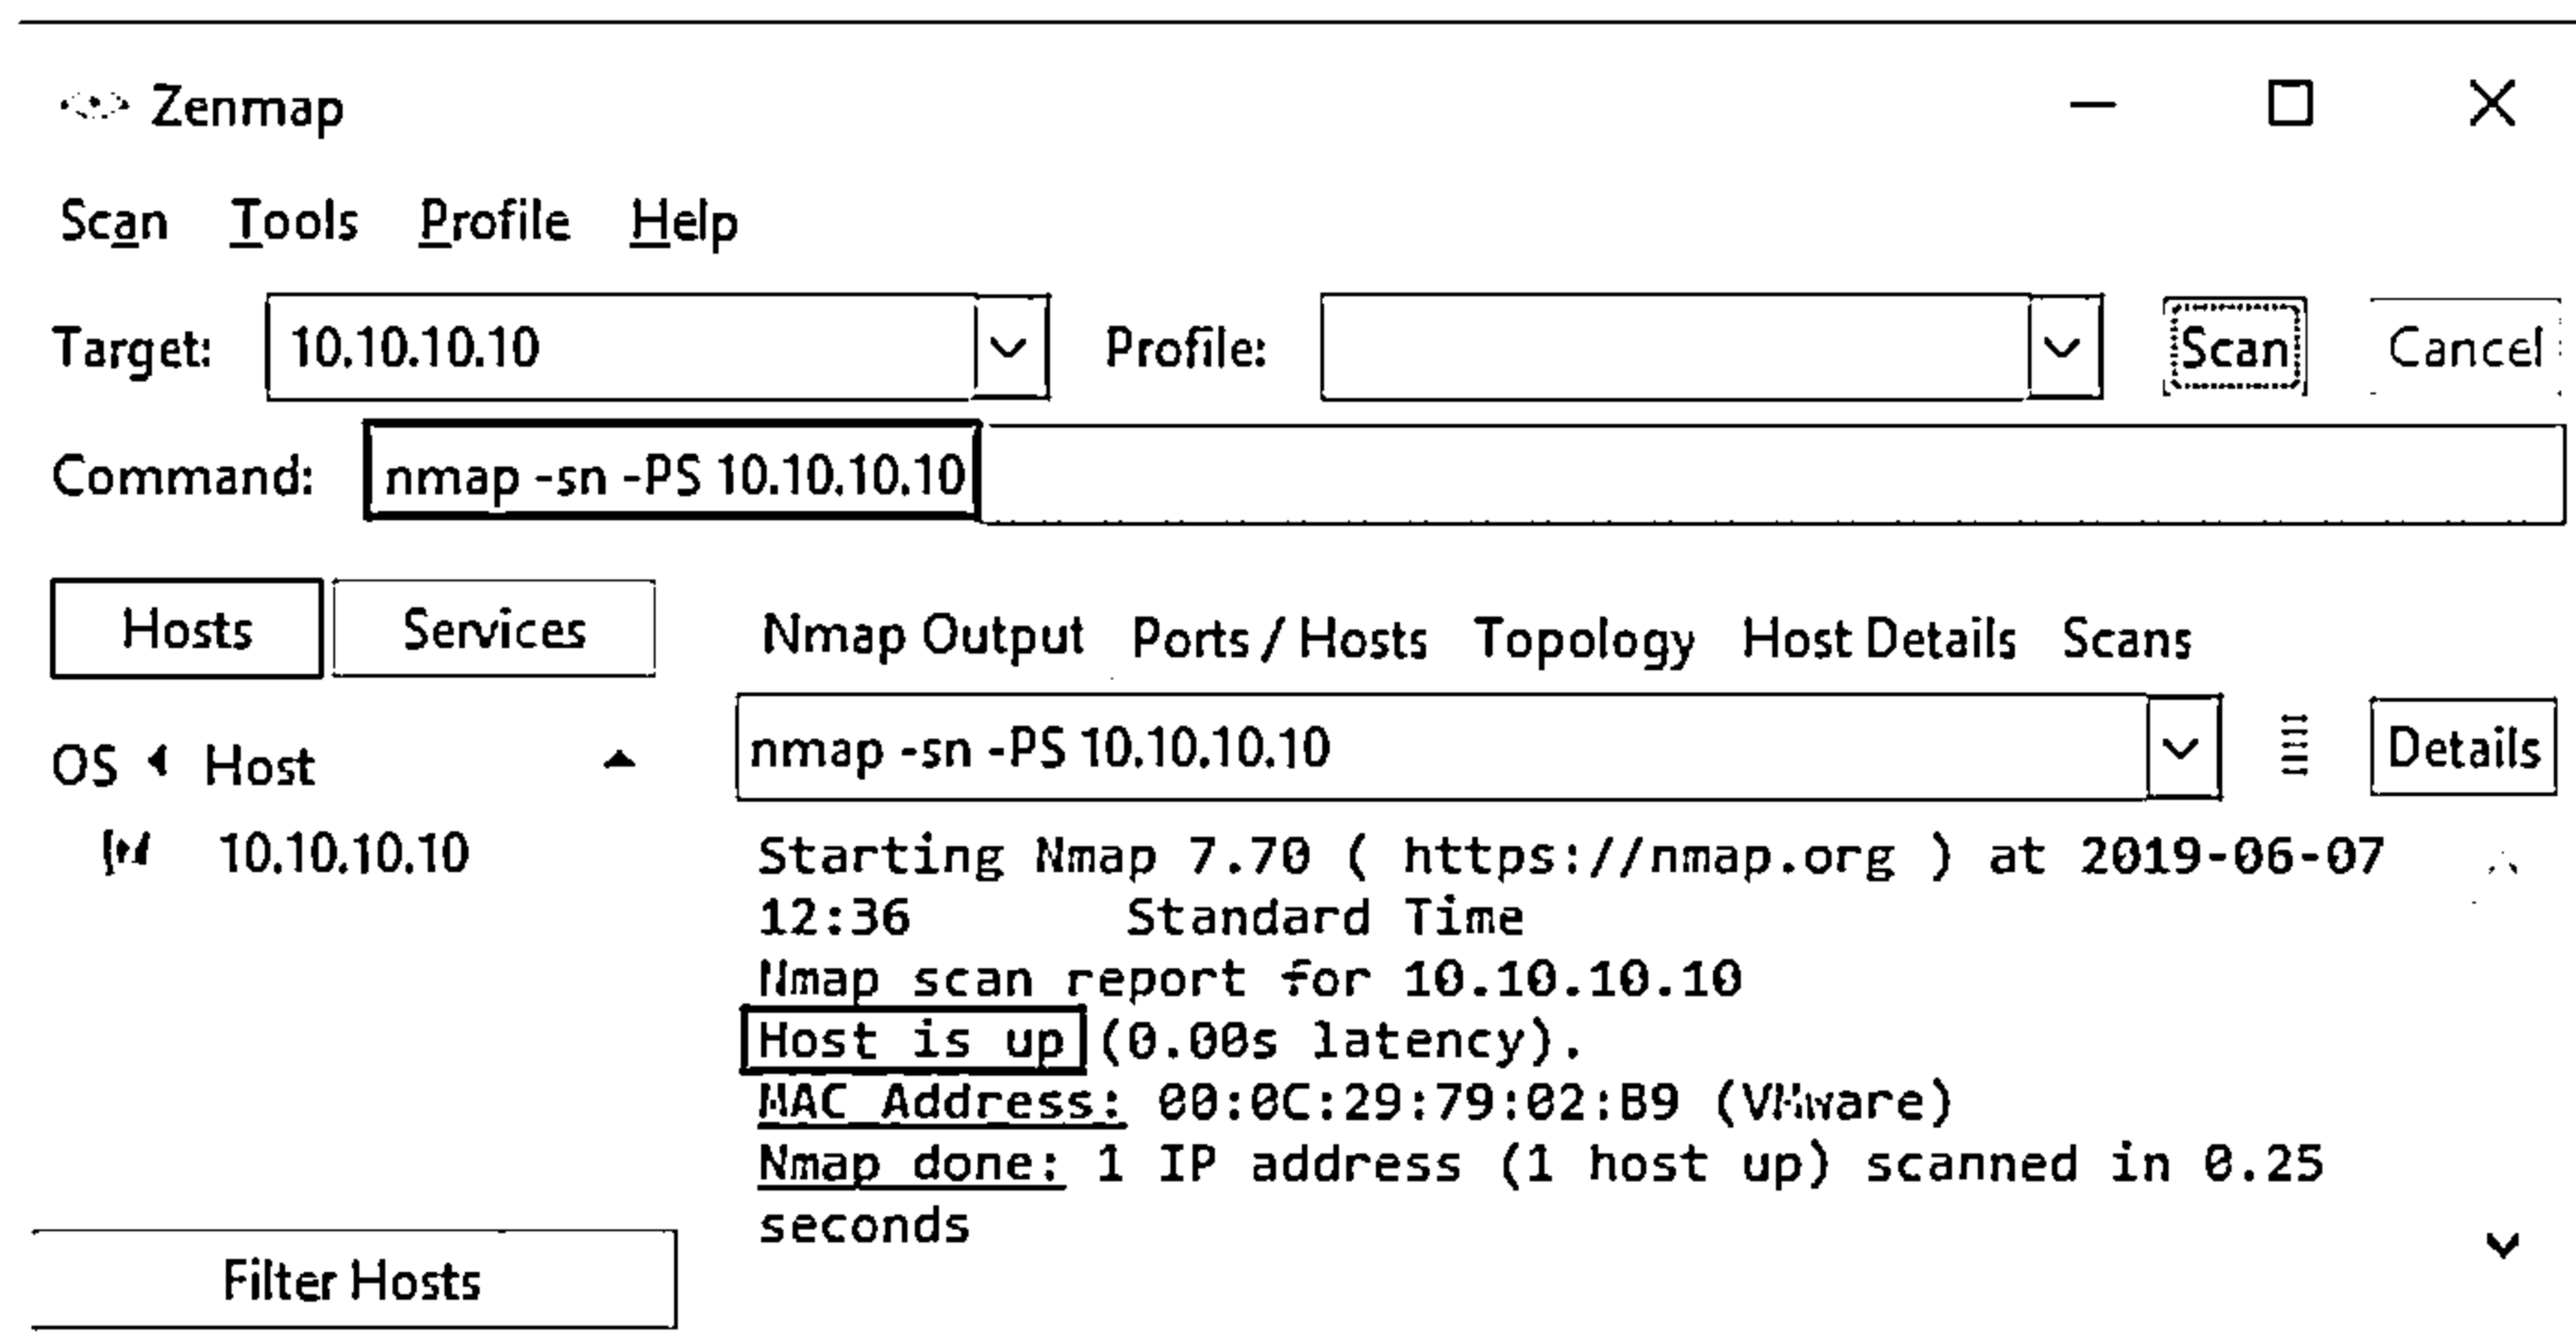 Zenmap
Scan Tools Profile Help
Target: 10.10.10.10 Profile: Scan Cancel
Command: nmap -sn -PS 10.10.10.10
Hosts Services Nmap Output Ports / Hosts Topology Host Details Scans
nmap -sn -PS 10.10.10.10 Details
OS Host
10.10.10.10
Starting Nmap 7.70 ( https://nmap.org ) at 2019-06-07
12:36 Standard Time
Nmap scan report for 10.10.10.10
Host is up (0.00s latency).
MAC Address: 00:0C:29:79:02:B9 (VMware)
Nmap done: 1 IP address (1 host up) scanned in 0.25
seconds
Filter Hosts